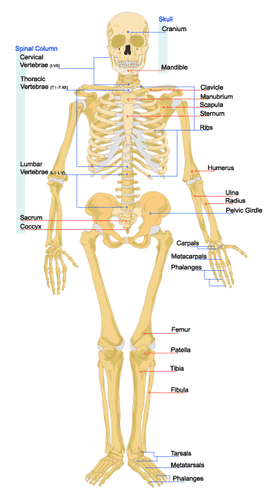 Skull
Cranium
Spinal Column
Cervical
Vertebrae (I-VII)
Mandible
Thoracic
Vertebrae
Clavicle
Manubrium
Scapula
Sternum
Ribs
Lumbar
Vertebrae
Humerus
Ulna
Radius
Pelvic Girdle
Sacrum
Coccyx
Carpals
Metacarpals
Phalanges
Femur
Patella
Tibia
Fibula
Tarsals
Metatarsals
Phalanges